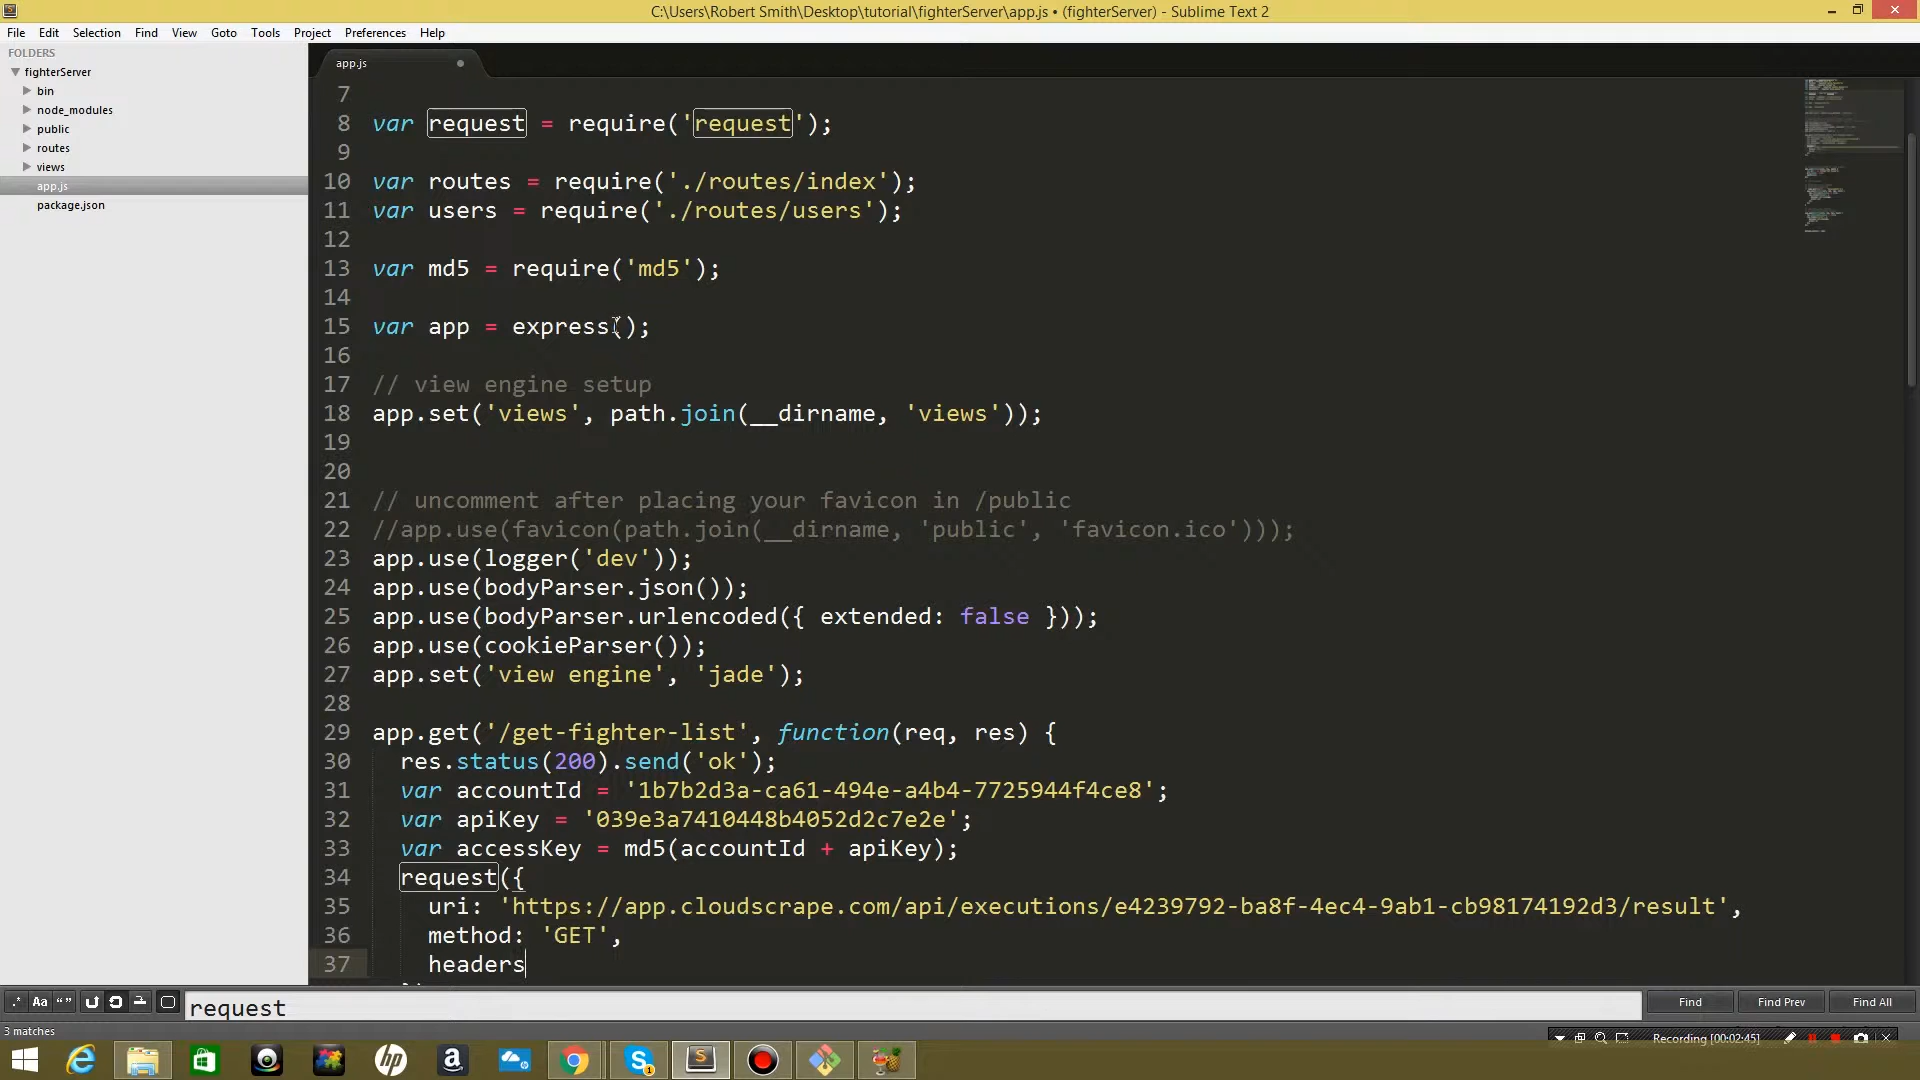 C:\Users\Robert Smith\Desktop\tutorial\fighterServer\app.js • (fighterServer) - Sublime Text 2
File Edit Selection Find View Goto Tools Project Preferences Help
FOLDERS
fighterServer
bin
node_modules
public
routes
views
app.js
package.json
app.js
7
8 var request = require('request');
9
10 var routes = require('./routes/index');
11 var users = require('./routes/users');
12
13 var md5 = require('md5');
14
15 var app = express();
16
17 // view engine setup
18 app.set('views', path.join(__dirname, 'views'));
19
20
21 // uncomment after placing your favicon in /public
22 //app.use(favicon(path.join(__dirname, 'public', 'favicon.ico')));
23 app.use(logger('dev'));
24 app.use(bodyParser.json());
25 app.use(bodyParser.urlencoded({ extended: false }));
26 app.use(cookieParser());
27 app.set('view engine', 'jade');
28
29 app.get('/get-fighter-list', function(req, res) {
30 res.status(200).send('ok');
31 var accountId = '1b7b2d3a-ca61-494e-a4b4-7725944f4ce8';
32 var apiKey = '039e3a7410448b4052d2c7e2e';
33 var accessKey = md5(accountId + apiKey);
34 request({
35 uri: 'https://app.cloudscrape.com/api/executions/e4239792-ba8f-4ec4-9ab1-cb98174192d3/result',
36 method: 'GET',
37 headers
.* Aa “” request Find Find Prev Find All
3 matches
Recording [00:02:45]
hp a S 1 S